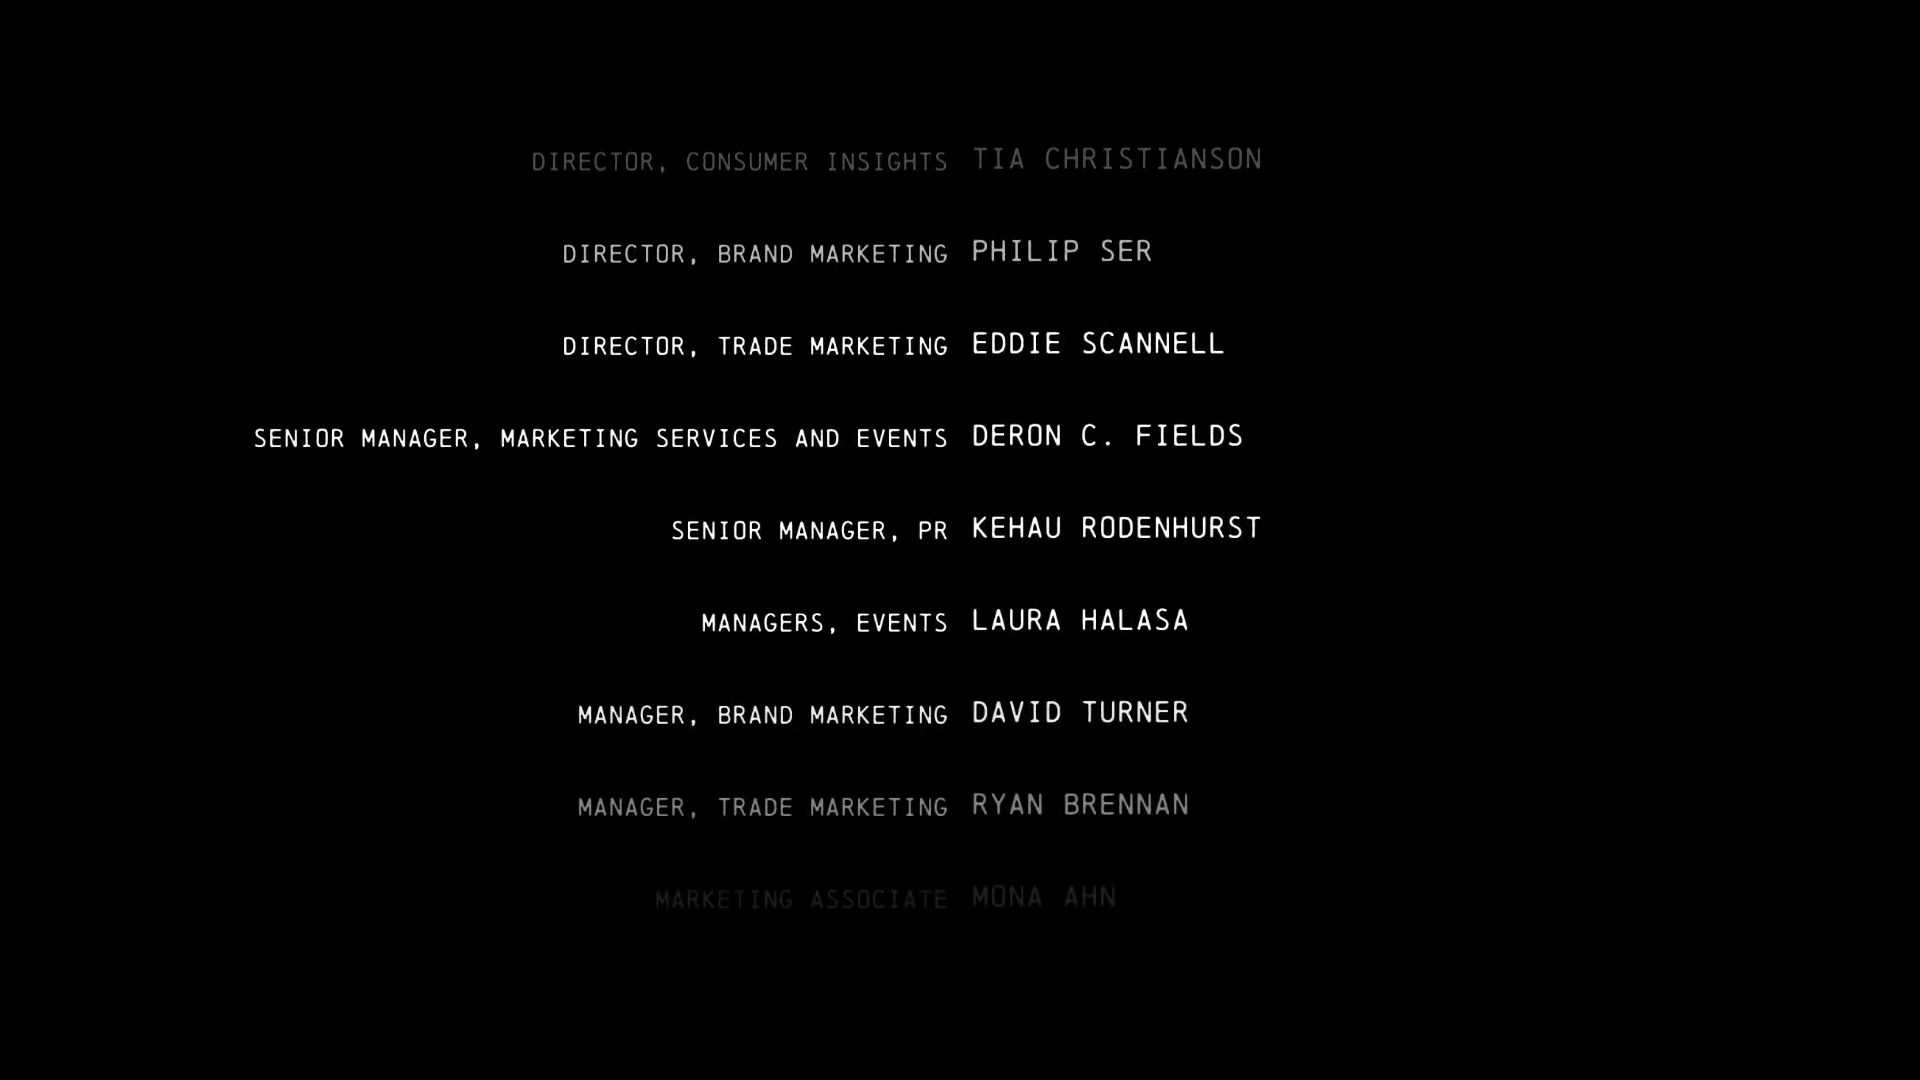 DIRECTOR, CONSUMER INSIGHTS TIA CHRISTIANSON
DIRECTOR, BRAND MARKETING PHILIP SER
DIRECTOR, TRADE MARKETING EDDIE SCANNELL
SENIOR MANAGER, MARKETING SERVICES AND EVENTS DERON C. FIELDS
SENIOR MANAGER, PR KEHAU RODENHURST
MANAGERS, EVENTS LAURA HALASA
MANAGER, BRAND MARKETING DAVID TURNER
MANAGER, TRADE MARKETING RYAN BRENNAN
MARKETING ASSOCIATE MONA AHN